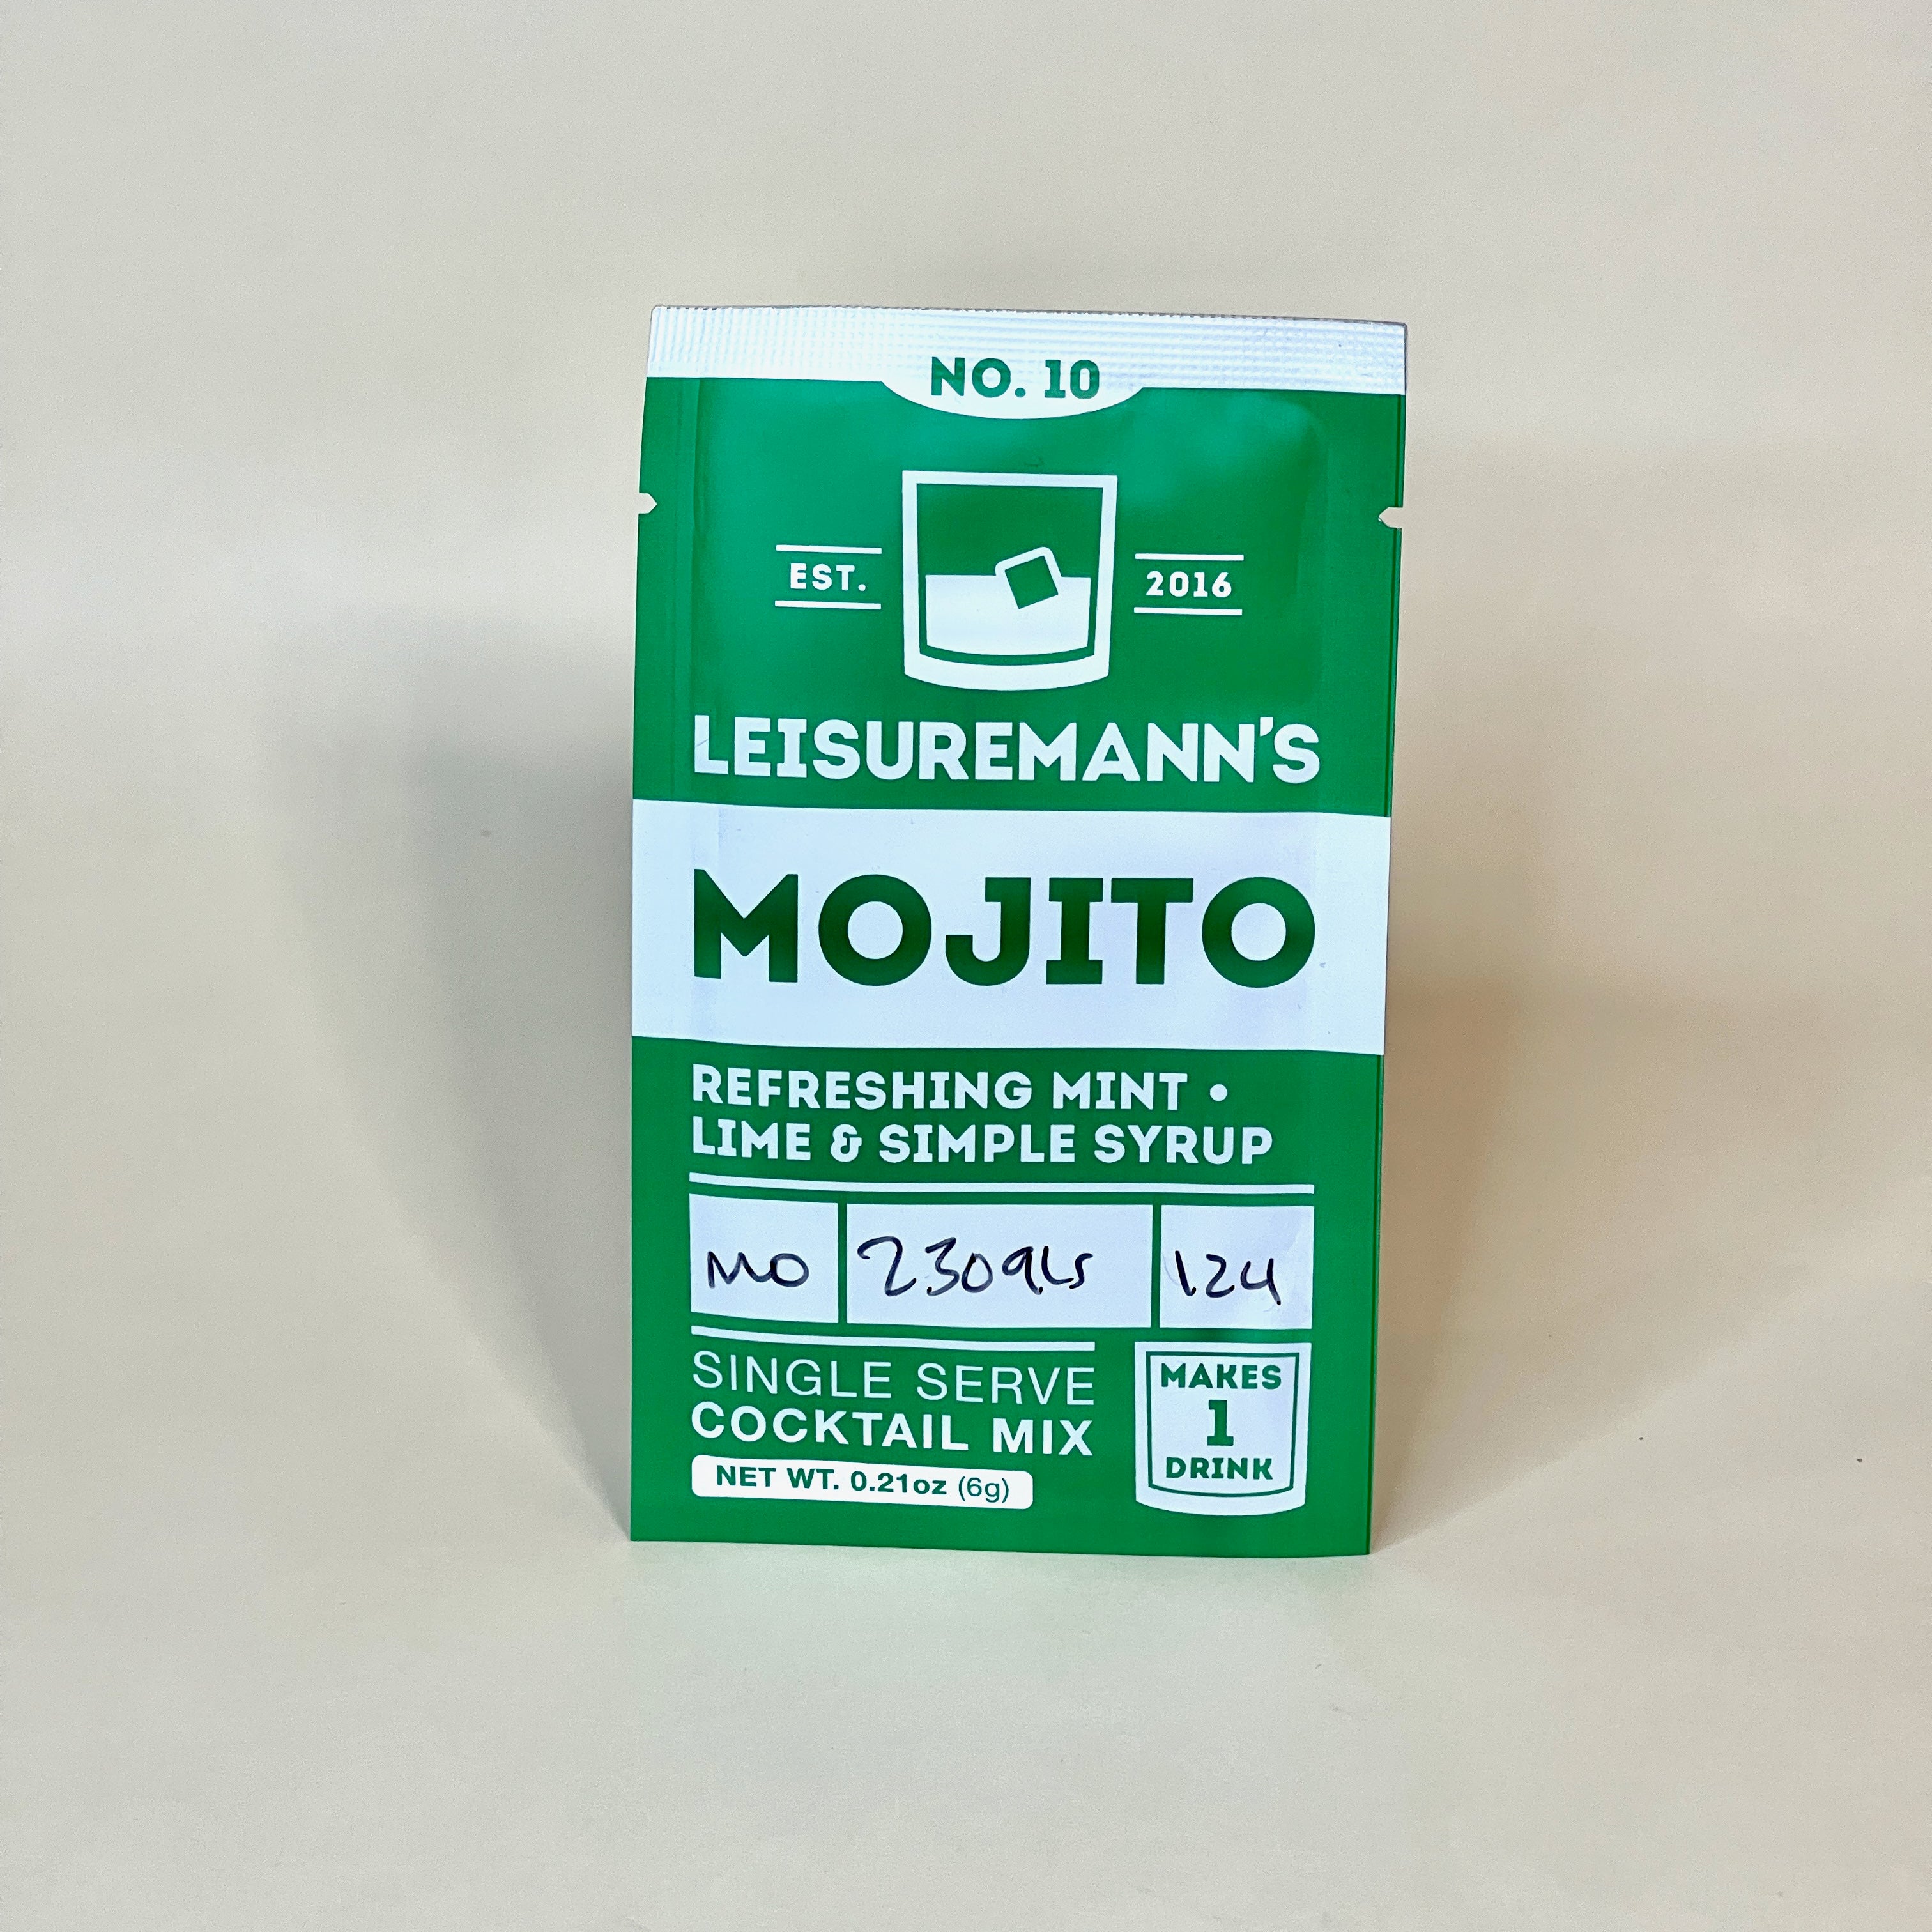 NO. 10
EST. 2016
LEISUREMANN'S
MOJITO
REFRESHING MINT •
LIME & SIMPLE SYRUP
MO 124
SINGLE SERVE
COCKTAIL MIX
NET WT. 0.21oz (6g)
MAKES
1
DRINK